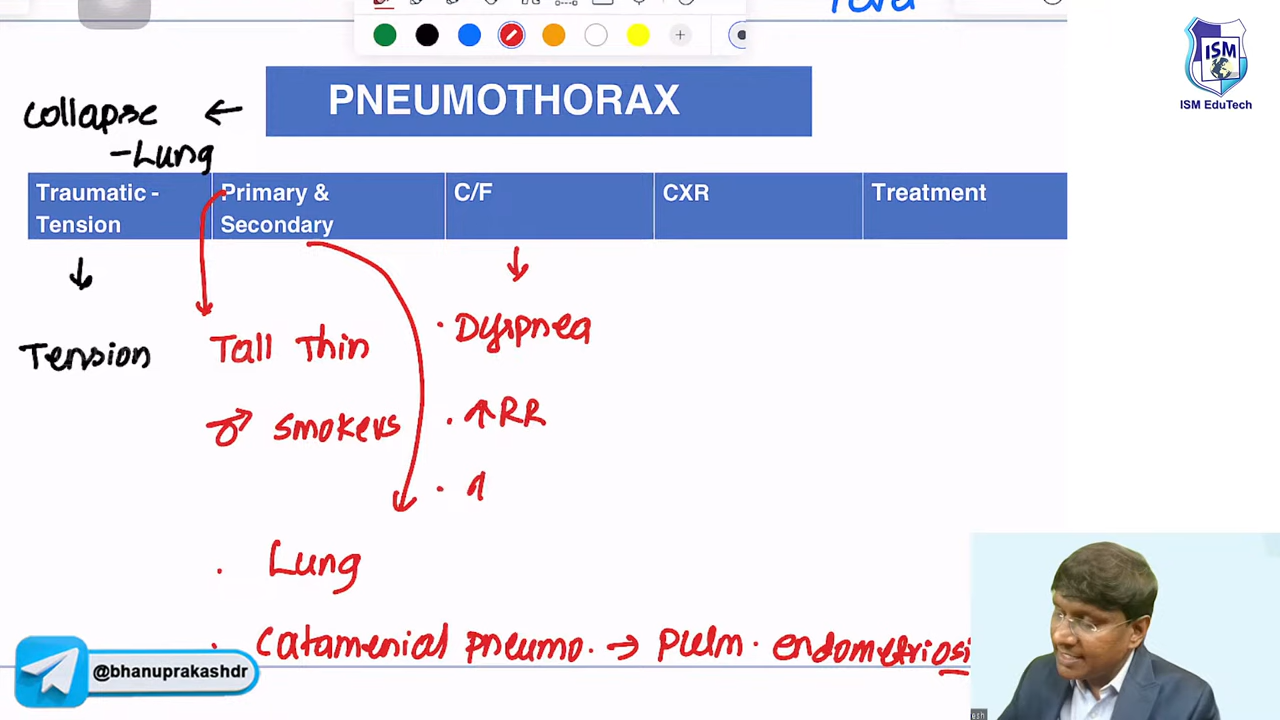 ISM
ISM EduTech
PNEUMOTHORAX
Collapse ←
-Lung
Traumatic -
Tension
Primary &
Secondary
C/F
CXR
Treatment
↓
↓
Tension
Tall Thin
♂ smokers
· Dyspnea
· ↑RR
· ↑
· Lung
· Catamenial pneumo. → Pulm. endometriosi
@bhanuprakashdr